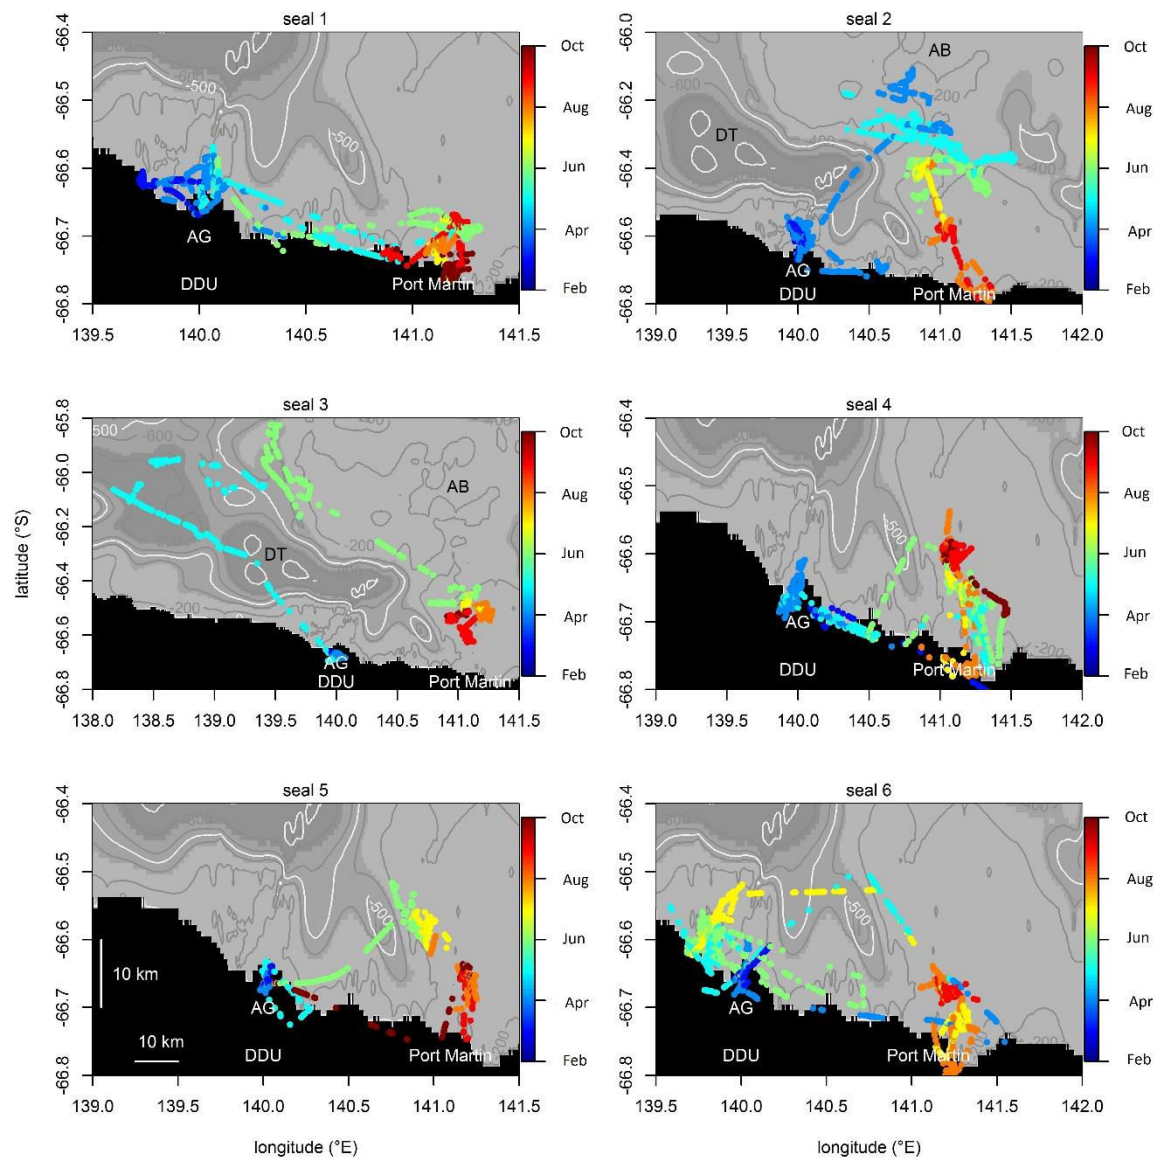 seal 1
-66.4
-66.5
-66.6
-66.7
-66.8
-500
-500
-200
AG
DDU
Port Martin
139.5 140.0 140.5 141.0 141.5
Oct
Aug
Jun
Apr
Feb
seal 2
-66.0
-66.2
-66.4
-66.6
-66.8
AB
DT
-600
-200
AG
DDU
Port Martin
139.0 139.5 140.0 140.5 141.0 141.5 142.0
Oct
Aug
Jun
Apr
Feb
seal 3
-65.8
-66.0
-66.2
-66.4
-66.6
-66.8
500
-600
AB
DT
-200
-200
AG
DDU
Port Martin
138.0 138.5 139.0 139.5 140.0 140.5 141.0 141.5
Oct
Aug
Jun
Apr
Feb
seal 4
-66.4
-66.5
-66.6
-66.7
-66.8
-500
-200
AG
DDU
Port Martin
139.0 139.5 140.0 140.5 141.0 141.5 142.0
Oct
Aug
Jun
Apr
Feb
latitude (°S)
seal 5
-66.4
-66.5
-66.6
-66.7
-66.8
-500
10 km
10 km
AG
DDU
Port Martin
139.0 139.5 140.0 140.5 141.0 141.5
longitude (°E)
Oct
Aug
Jun
Apr
Feb
seal 6
-66.4
-66.5
-66.6
-66.7
-66.8
-500
AG
DDU
Port Martin
139.5 140.0 140.5 141.0 141.5 142.0
longitude (°E)
Oct
Aug
Jun
Apr
Feb